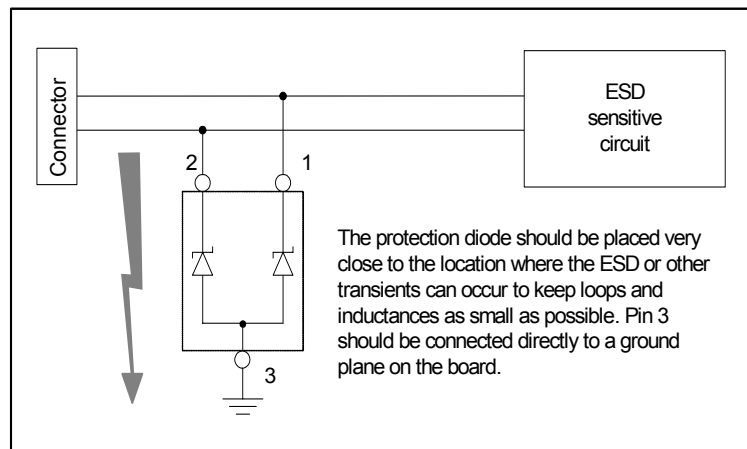 Connector
ESD
sensitive
circuit
2
1
The protection diode should be placed very
close to the location where the ESD or other
transients can occur to keep loops and
inductances as small as possible. Pin 3
should be connected directly to a ground
plane on the board.
3